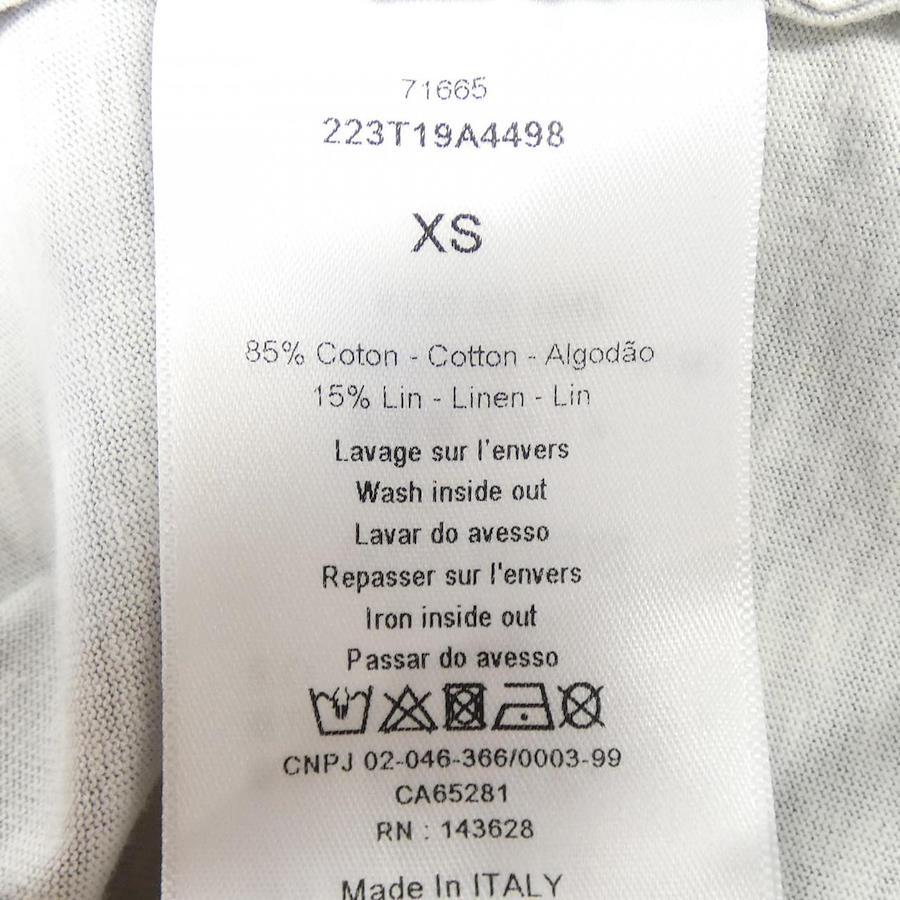 71665
223T19A4498
XS
85% Coton - Cotton - Algodão
15% Lin - Linen - Lin
Lavage sur l'envers
Wash inside out
Lavar do avesso
Repasser sur l'envers
Iron inside out
Passar do avesso
CNPJ 02-046-366/0003-99
CA65281
RN : 143628
Made In ITALY